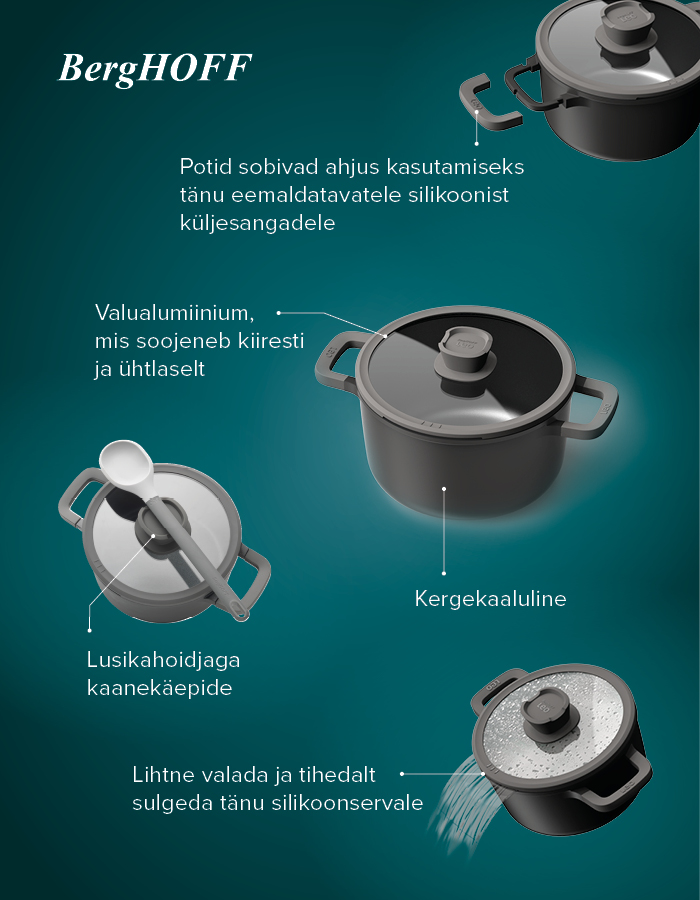 BergHOFF
Potid sobivad ahjus kasutamiseks
tänu eemaldatavatele silikoonist
küljesangadele
Valualumiinium,
mis soojeneb kiiresti
ja ühtlaselt
Kergekaaluline
Lusikahoidjaga
kaanekäepide
Lihtne valada ja tihedalt
sulgeda tänu silikoonservale